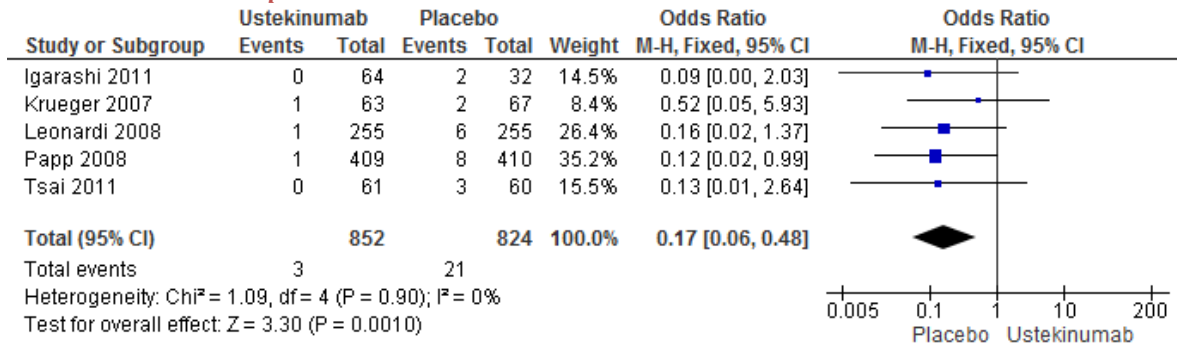 Ustekinumab Placebo Odds Ratio Odds Ratio
Study or Subgroup Events Total Events Total Weight M-H, Fixed, 95% CI M-H, Fixed, 95% CI
Igarashi 2011 0 64 2 32 14.5% 0.09 [0.00, 2.03]
Krueger 2007 1 63 2 67 8.4% 0.52 [0.05, 5.93]
Leonardi 2008 1 255 6 255 26.4% 0.16 [0.02, 1.37]
Papp 2008 1 409 8 410 35.2% 0.12 [0.02, 0.99]
Tsai 2011 0 61 3 60 15.5% 0.13 [0.01, 2.64]
Total (95% CI) 852 824 100.0% 0.17 [0.06, 0.48]
Total events 3 21
Heterogeneity: Chi² = 1.09, df = 4 (P = 0.90); I² = 0%
Test for overall effect: Z = 3.30 (P = 0.0010)
0.005 0.1 1 10 200
Placebo Ustekinumab